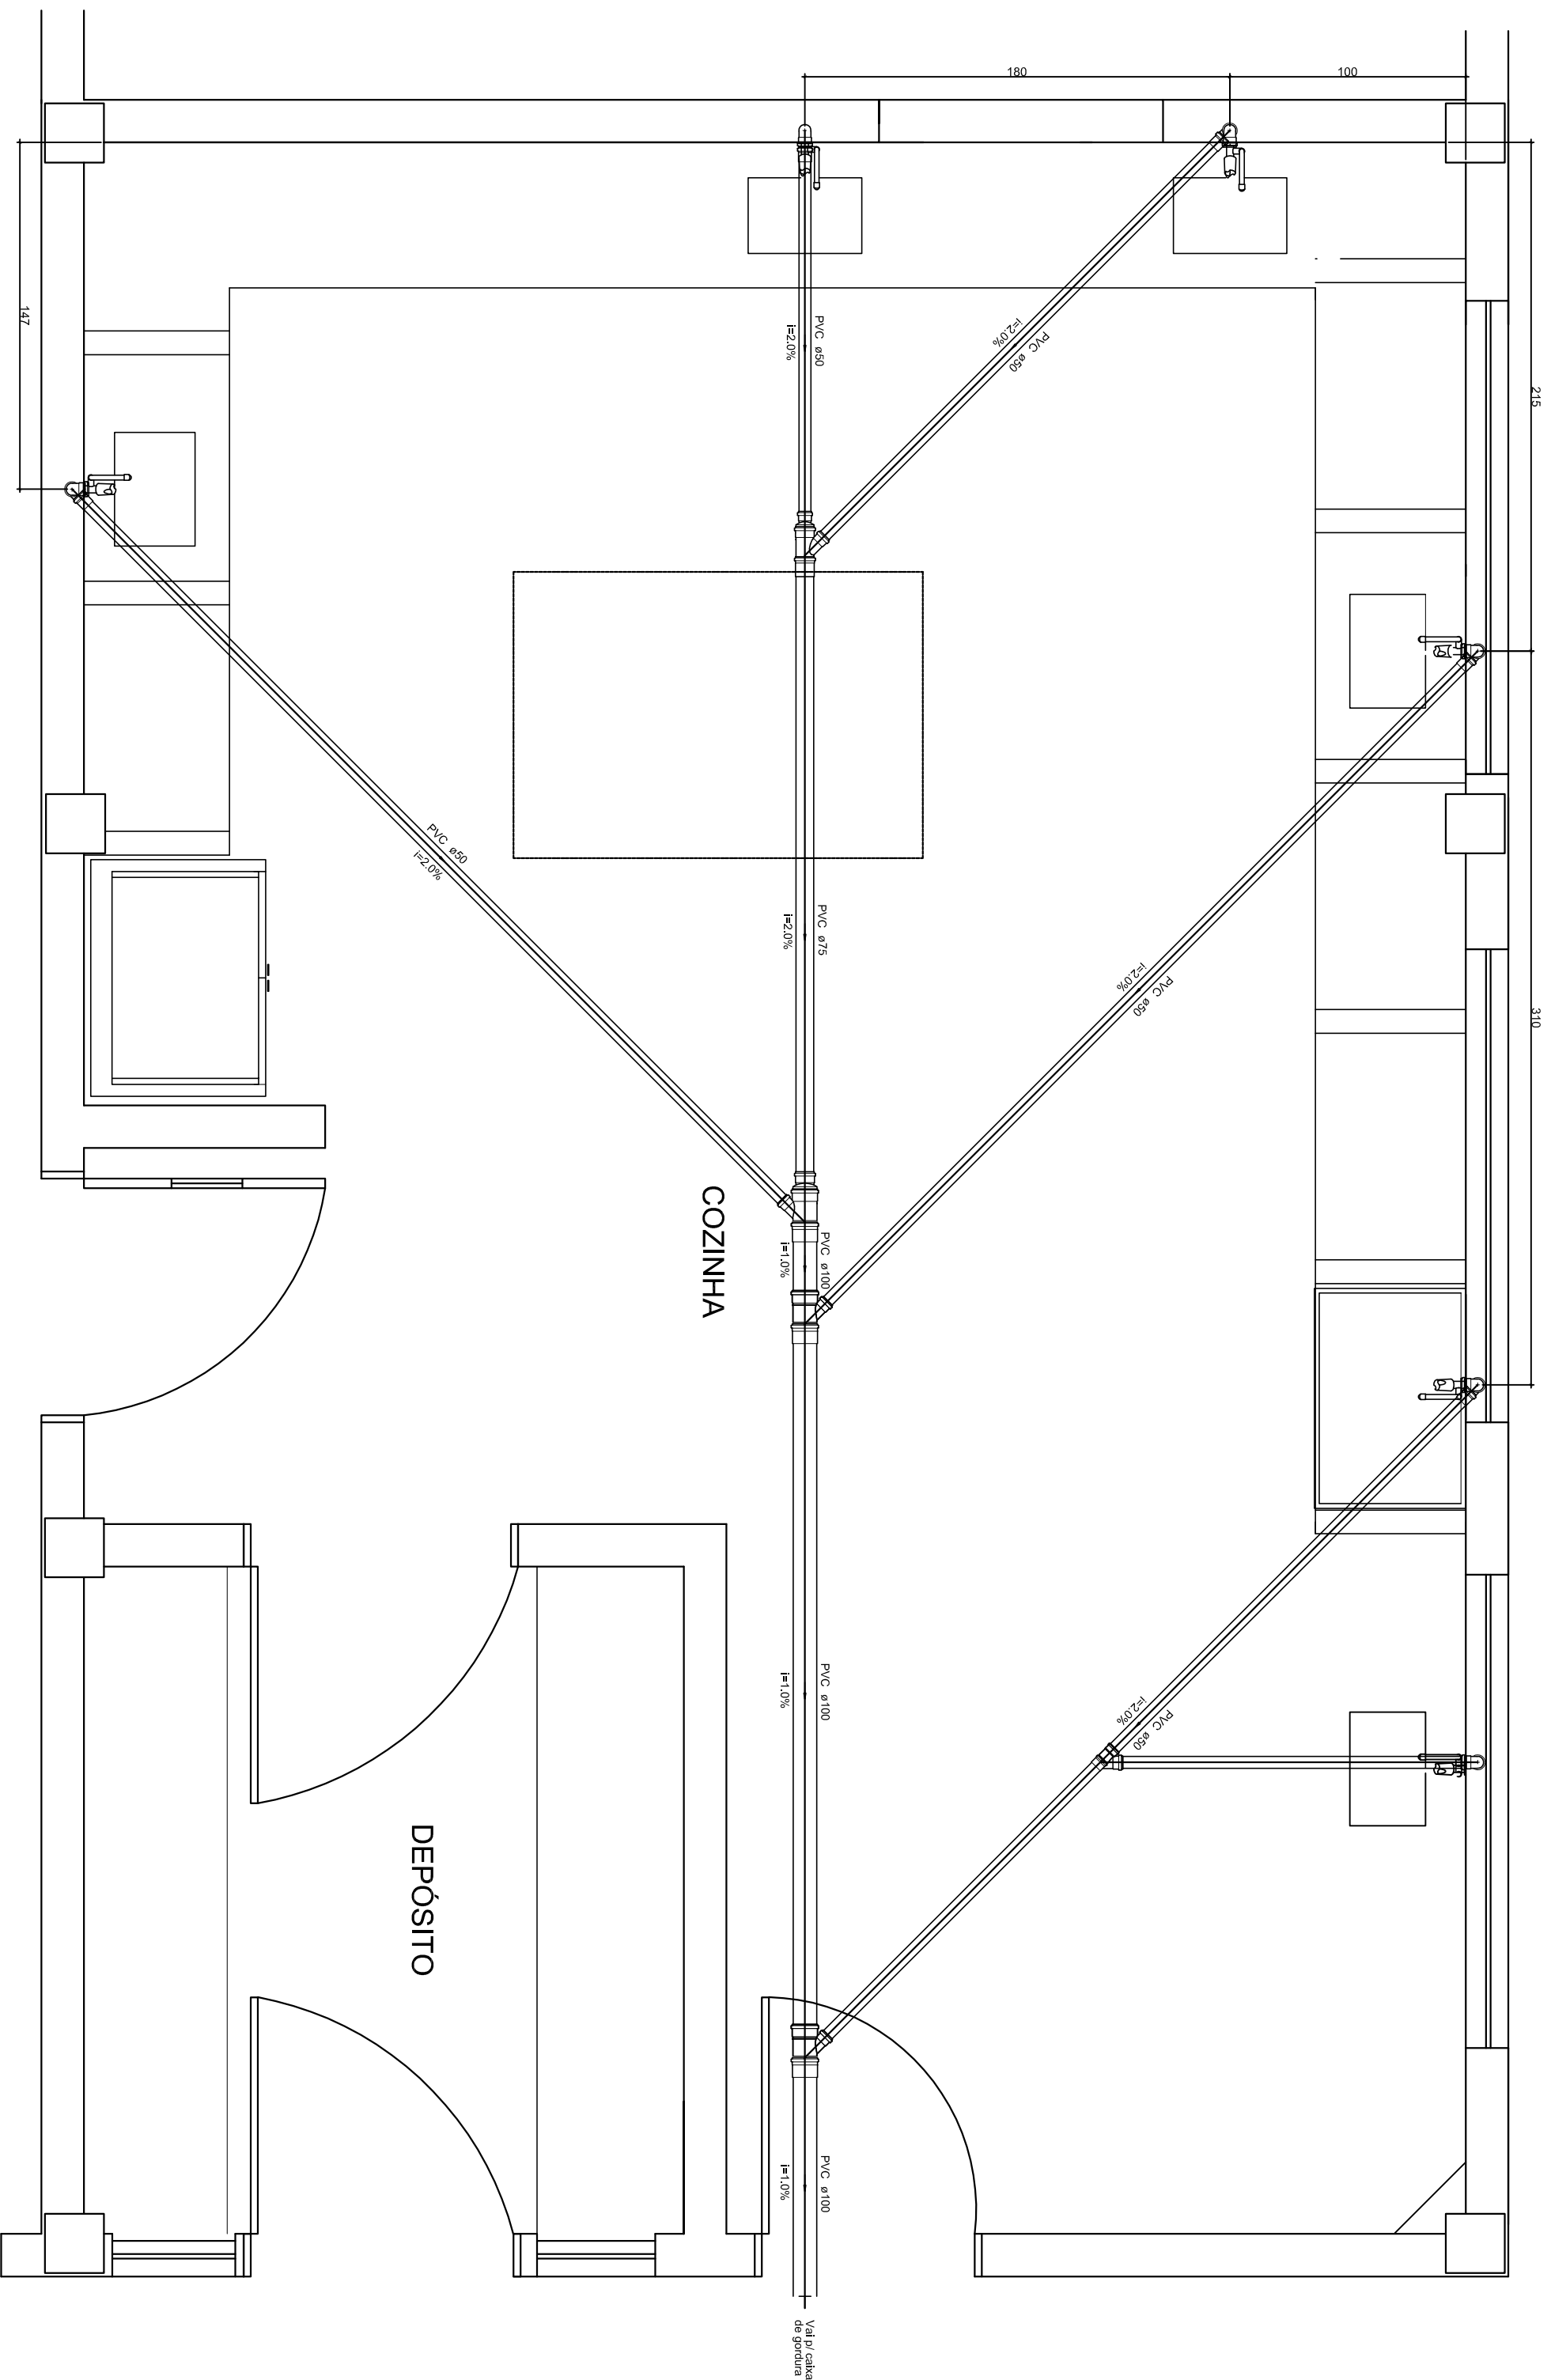 180
100
147
215
310
PVC ø50
i=2.0%
i=2.0%
PVC ø50
PVC ø50
i=2.0%
PVC ø75
i=2.0%
i=2.0%
PVC ø50
COZINHA
PVC ø100
i=1.0%
PVC ø100
i=1.0%
i=2.0%
PVC ø50
DEPÓSITO
PVC ø100
i=1.0%
Vai p/ caixa
de gordura